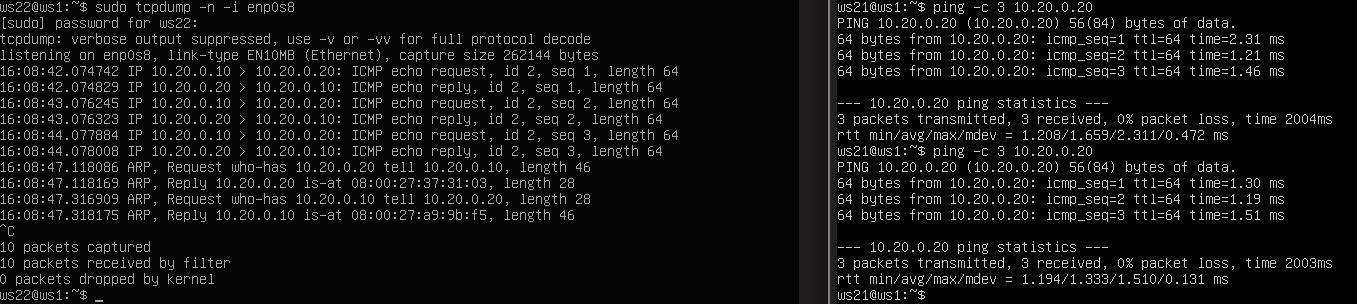 ws22@ws1:~$ sudo tcpdump -n -i enp0s8
[sudo] password for ws22:
tcpdump: verbose output suppressed, use -v or -vv for full protocol decode
listening on enp0s8, link-type EN10MB (Ethernet), capture size 262144 bytes
16:08:42.074742 IP 10.20.0.10 > 10.20.0.20: ICMP echo request, id 2, seq 1, length 64
16:08:42.074829 IP 10.20.0.20 > 10.20.0.10: ICMP echo reply, id 2, seq 1, length 64
16:08:43.076245 IP 10.20.0.10 > 10.20.0.20: ICMP echo request, id 2, seq 2, length 64
16:08:43.076323 IP 10.20.0.20 > 10.20.0.10: ICMP echo reply, id 2, seq 2, length 64
16:08:44.077884 IP 10.20.0.10 > 10.20.0.20: ICMP echo request, id 2, seq 3, length 64
16:08:44.078008 IP 10.20.0.20 > 10.20.0.10: ICMP echo reply, id 2, seq 3, length 64
16:08:47.118086 ARP, Request who-has 10.20.0.20 tell 10.20.0.10, length 46
16:08:47.118169 ARP, Reply 10.20.0.20 is-at 08:00:27:37:31:03, length 28
16:08:47.316909 ARP, Request who-has 10.20.0.10 tell 10.20.0.20, length 28
16:08:47.318175 ARP, Reply 10.20.0.10 is-at 08:00:27:a9:9b:f5, length 46
^C
10 packets captured
10 packets received by filter
0 packets dropped by kernel
ws22@ws1:~$ _
ws21@ws1:~$ ping -c 3 10.20.0.20
PING 10.20.0.20 (10.20.0.20) 56(84) bytes of data.
64 bytes from 10.20.0.20: icmp_seq=1 ttl=64 time=2.31 ms
64 bytes from 10.20.0.20: icmp_seq=2 ttl=64 time=1.21 ms
64 bytes from 10.20.0.20: icmp_seq=3 ttl=64 time=1.46 ms
--- 10.20.0.20 ping statistics ---
3 packets transmitted, 3 received, 0% packet loss, time 2004ms
rtt min/avg/max/mdev = 1.208/1.659/2.311/0.472 ms
ws21@ws1:~$ ping -c 3 10.20.0.20
PING 10.20.0.20 (10.20.0.20) 56(84) bytes of data.
64 bytes from 10.20.0.20: icmp_seq=1 ttl=64 time=1.30 ms
64 bytes from 10.20.0.20: icmp_seq=2 ttl=64 time=1.19 ms
64 bytes from 10.20.0.20: icmp_seq=3 ttl=64 time=1.51 ms
--- 10.20.0.20 ping statistics ---
3 packets transmitted, 3 received, 0% packet loss, time 2003ms
rtt min/avg/max/mdev = 1.194/1.333/1.510/0.131 ms
ws21@ws1:~$